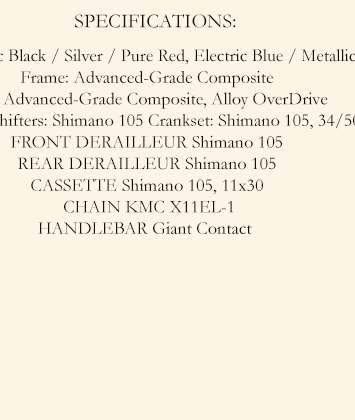 SPECIFICATIONS:
c Black / Silver / Pure Red, Electric Blue / Metallic
Frame: Advanced-Grade Composite
Advanced-Grade Composite, Alloy OverDrive
hifters: Shimano 105 Crankset: Shimano 105, 34/50
FRONT DERAILLEUR Shimano 105
REAR DERAILLEUR Shimano 105
CASSETTE Shimano 105, 11x30
CHAIN KMC X11EL-1
HANDLEBAR Giant Contact